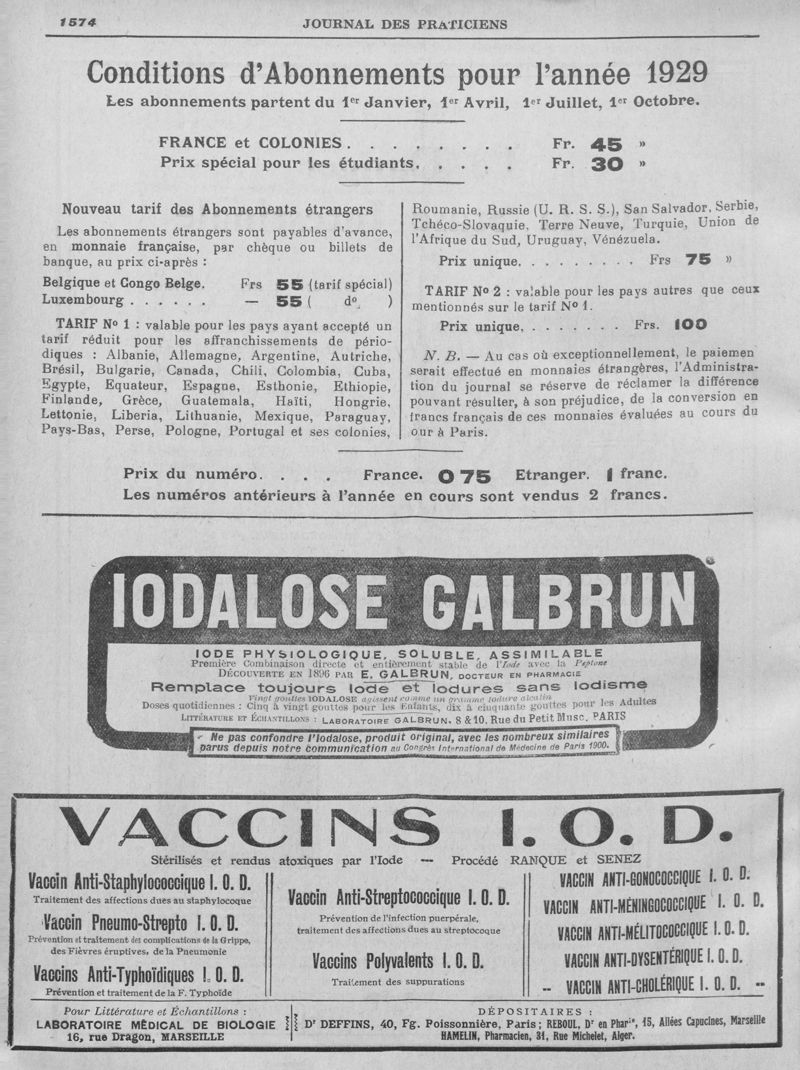 1574
JOURNAL DES PRATICIENS
Conditions d'Abonnements pour l'année 1929
Les abonnements partent du 1er Janvier, 1er Avril, 1er Juillet, 1er Octobre.
FRANCE et COLONIES . . . . . . . . Fr. 45 »
Prix spécial pour les étudiants. . . . . Fr. 30 »
Nouveau tarif des Abonnements étrangers
Les abonnements étrangers sont payables d'avance,
en monnaie française, par chèque ou billets de
banque, au prix ci-après :
Belgique et Congo Belge. Frs 55 (tarif spécial)
Luxembourg . . . . . . — 55 ( do. )
TARIF No 1 : valable pour les pays ayant accepté un
tarif réduit pour les affranchissements de pério-
diques : Albanie, Allemagne, Argentine, Autriche,
Brésil, Bulgarie, Canada, Chili, Colombia, Cuba,
Egypte, Equateur, Espagne, Esthonie, Ethiopie,
Finlande, Grèce, Guatemala, Haïti, Hongrie,
Lettonie, Liberia, Lithuanie, Mexique, Paraguay,
Pays-Bas, Perse, Pologne, Portugal et ses colonies,
Roumanie, Russie (U. R. S. S.), San Salvador, Serbie,
Tchéco-Slovaquie, Terre Neuve, Turquie, Union de
l'Afrique du Sud, Uruguay, Vénézuela.
Prix unique. . . . . . . . . Frs 75 »
TARIF No 2 : valable pour les pays autres que ceux
mentionnés sur le tarif No 1.
Prix unique, . . . . . . . Frs. 100
N. B. — Au cas où exceptionnellement, le paiemen
serait effectué en monnaies étrangères, l'Administra-
tion du journal se réserve de réclamer la différence
pouvant résulter, à son préjudice, de la conversion en
francs français de ces monnaies évaluées au cours du
our à Paris.
Prix du numéro. . . . France. 0 75 Etranger. 1 franc.
Les numéros antérieurs à l'année en cours sont vendus 2 francs.
IODALOSE GALBRUN
IODE PHYSIOLOGIQUE, SOLUBLE, ASSIMILABLE
Première Combinaison directe et entièrement stable de l'Iode avec la Peptone
DÉCOUVERTE EN 1896 PAR E. GALBRUN, DOCTEUR EN PHARMACIE
Remplace toujours Iode et Iodures sans Iodisme
Vingt gouttes IODALOSE agissent comme un gramme Iodure alcalin
Doses quotidiennes : Cinq à vingt gouttes pour les Enfants, dix à cinquante gouttes pour les Adultes
LITTÉRATURE ET ÉCHANTILLONS : LABORATOIRE GALBRUN. 8 & 10, Rue du Petit Musc, PARIS
Ne pas confondre l'Iodalose, produit original, avec les nombreux similaires
parus depuis notre communication au Congrès International de Médecine de Paris 1900.
VACCINS I. O. D.
Stérilisés et rendus atoxiques par l'Iode — Procédé RANQUE et SENEZ
Vaccin Anti-Staphylococcique I. O. D.
Traitement des affections dues au staphylocoque
Vaccin Pneumo-Strepto I. O. D.
Prévention et traitement des complications de la Grippe,
des Fièvres éruptives, de la Pneumonie
Vaccins Anti-Typhoïdiques I. O. D.
Prévention et traitement de la F. Typhoïde
Vaccin Anti-Streptococcique I. O. D.
Prévention de l'infection puerpérale,
traitement des affections dues au streptocoque
Vaccins Polyvalents I. O. D.
Traitement des suppurations
VACCIN ANTI-GONOCOCCIQUE I. O. D.
VACCIN ANTI-MÉNINGOCOCCIQUE I. O. D.
VACCIN ANTI-MÉLITOCOCCIQUE I. O. D.
VACCIN ANTI-DYSENTÉRIQUE I. O. D.
-- VACCIN ANTI-CHOLÉRIQUE I. O. D. --
Pour Littérature et Échantillons :
LABORATOIRE MÉDICAL DE BIOLOGIE
16, rue Dragon, MARSEILLE
DÉPOSITAIRES :
Dr DEFFINS, 40, Fg. Poissonnière, Paris ; REBOUL, Dr en Phar1e, 15, Allées Capucines, Marseille
HAMELIN, Pharmacien, 31, Rue Michelet, Alger.